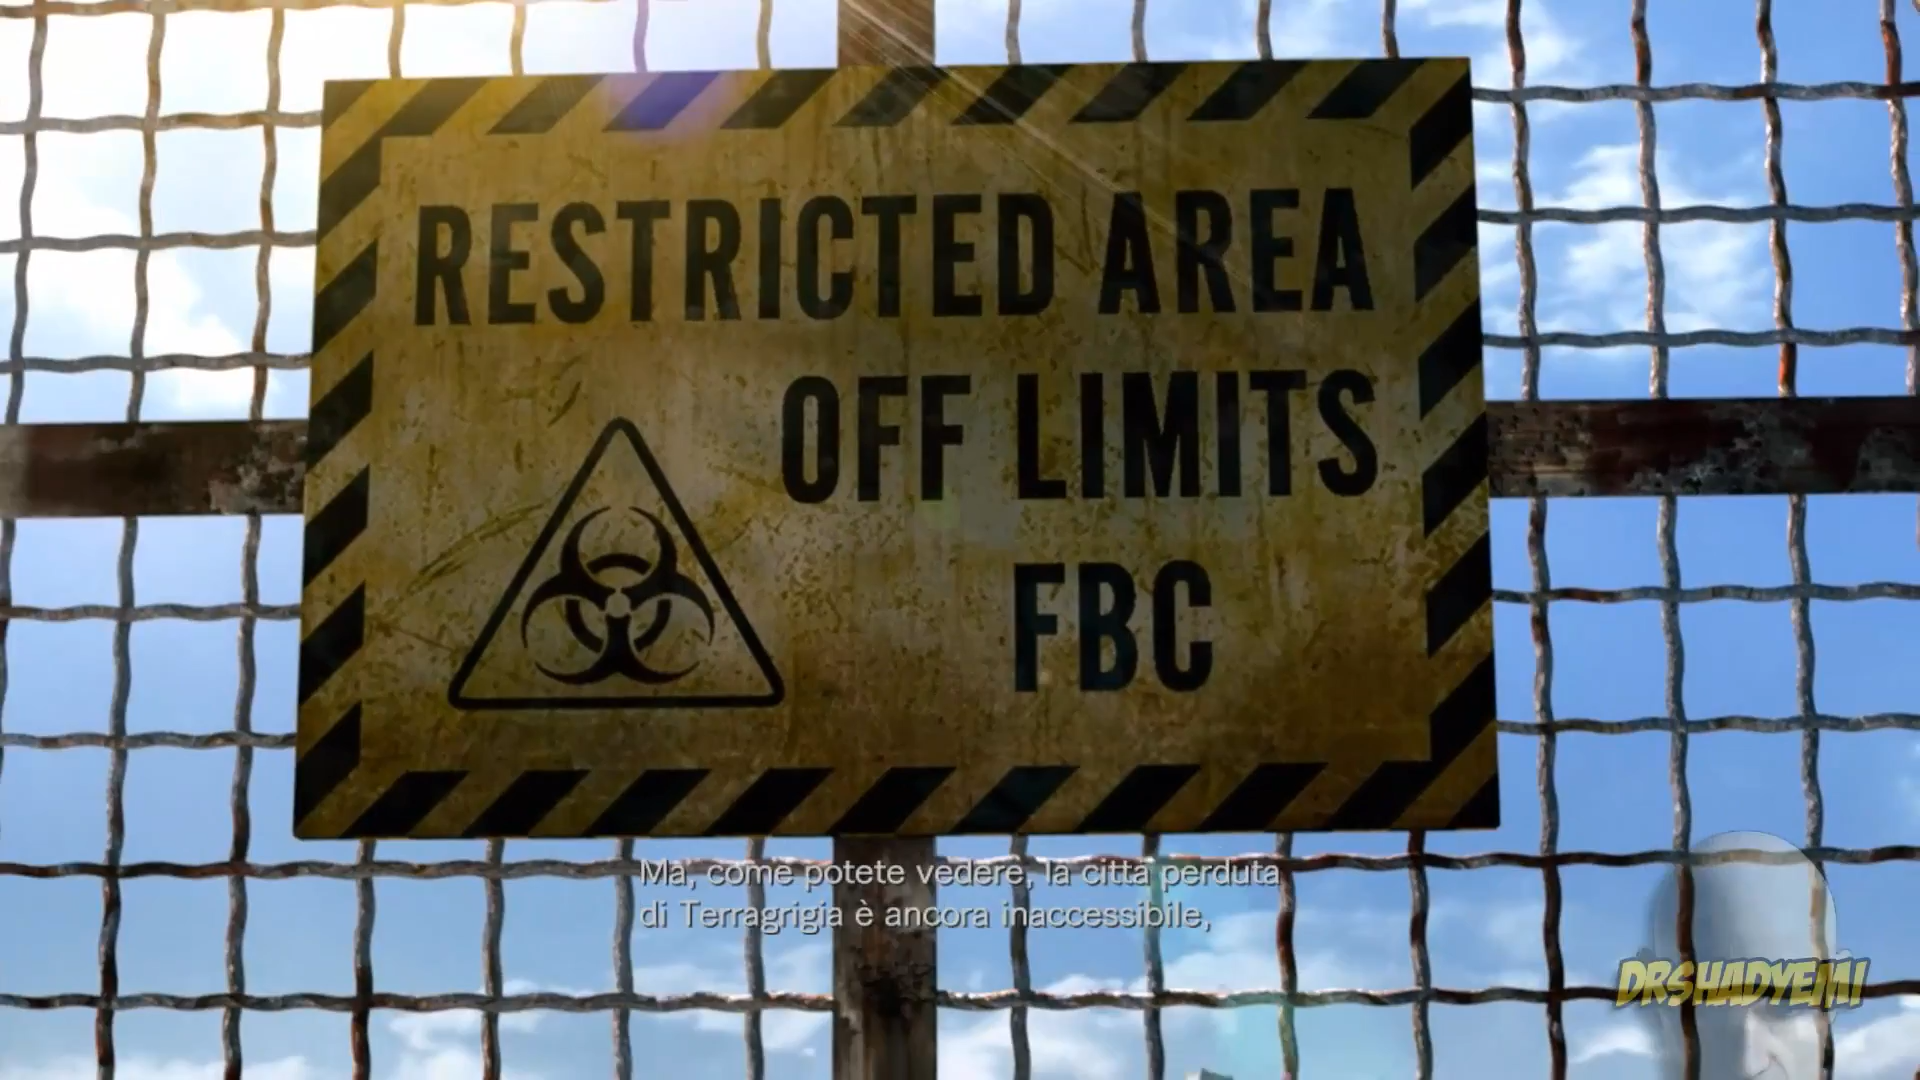 RESTRICTED AREA
OFF LIMITS
FBC
Ma, come potete vedere, la città perduta
di Terragrigia è ancora inaccessibile,
DRSHADYEMI